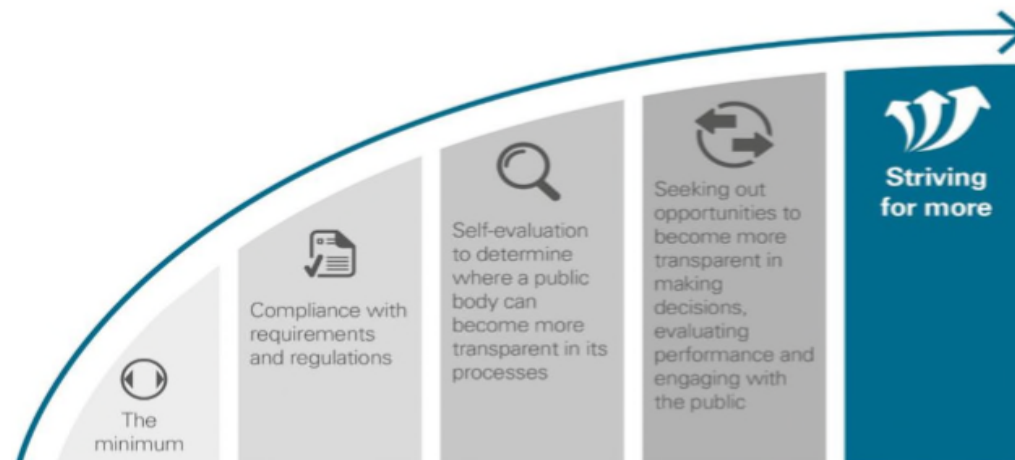 The
minimum
Compliance with
requirements
and regulations
Self-evaluation
to determine
where a public
body can
become more
transparent in its
processes
Seeking out
opportunities to
become more
transparent in
making
decisions,
evaluating
performance and
engaging with
the public
Striving
for more